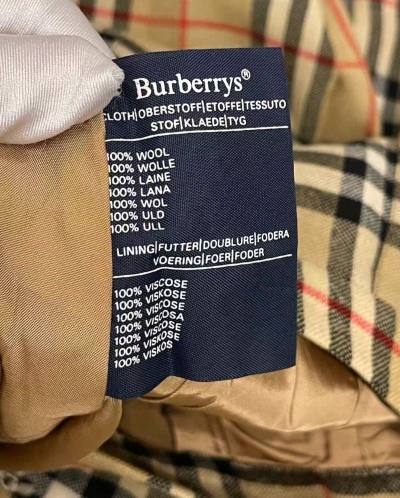 Burberrys®
CLOTH|OBERSTOFF|ETOFFE|TESSUTO
STOF|KLAEDE|TYG
100% WOOL
100% WOLLE
100% LAINE
100% LANA
100% WOL
100% ULD
100% ULL
LINING|FUTTER|DOUBLURE|FODERA
VOERING|FOER|FODER
100% VISCOSE
100% VISKOSE
100% VISCOSE
100% VISCOSA
100% VISCOSE
100% VISKOSE
100% VISKOS